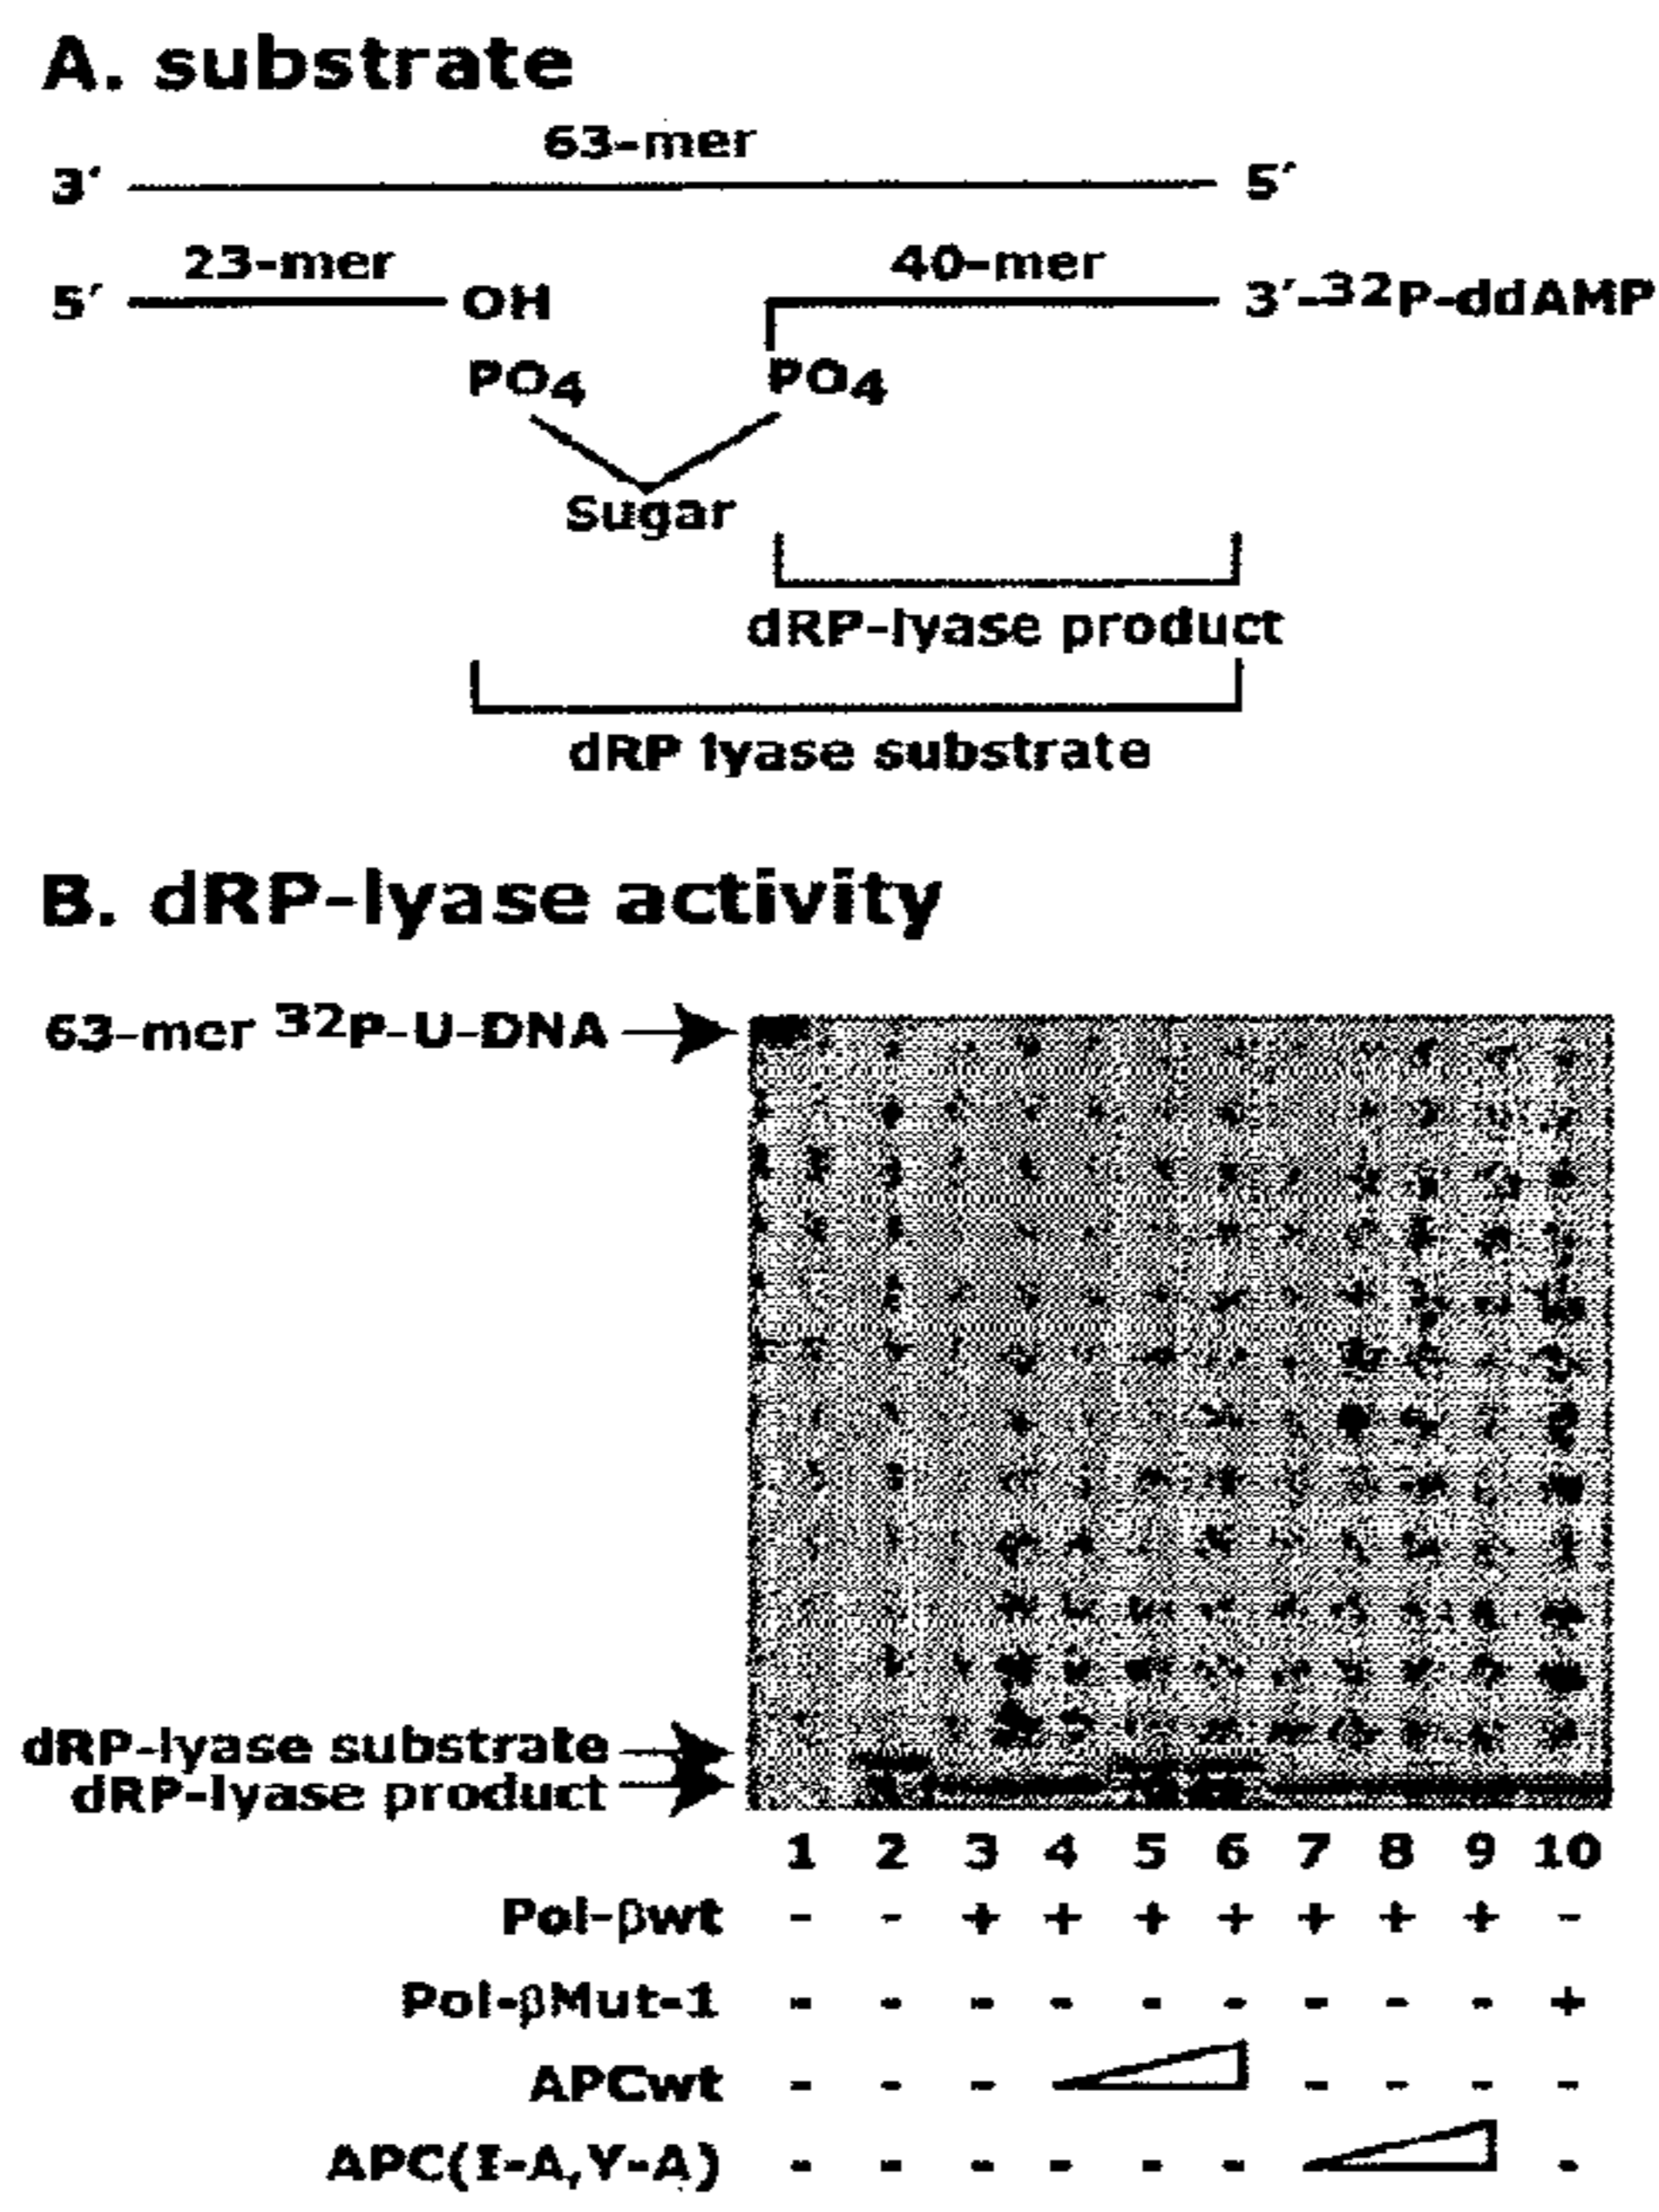 A. substrate
63-mer
3′ 5′
23-mer 40-mer
5′ OH 3′-32P-ddAMP
PO4 PO4
Sugar
dRP-lyase product
dRP lyase substrate
B. dRP-lyase activity
63-mer 32P-U-DNA
dRP-lyase substrate
dRP-lyase product
1 2 3 4 5 6 7 8 9 10
Pol-βwt - - + + + + + + + -
Pol-βMut-1 - - - - - - - - - +
APCwt - - - - - - -
APC(I-A,Y-A) - - - - - - -